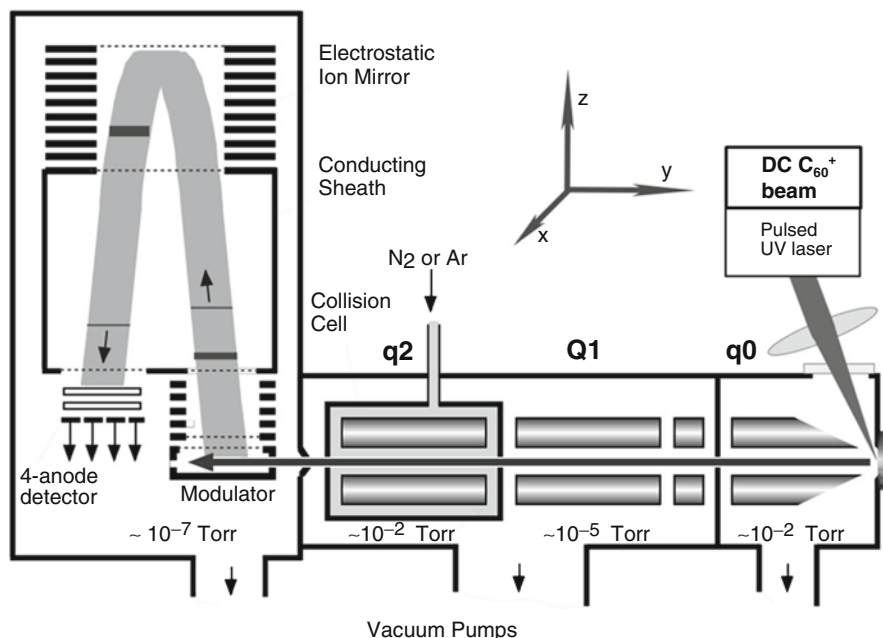 Electrostatic
Ion Mirror
Conducting
Sheath
z
y
x
DC C₆₀⁺
beam
Pulsed
UV laser
N2 or Ar
Collision
Cell
q2
Q1
q0
4-anode
detector
Modulator
~ 10⁻⁷ Torr
~10⁻² Torr
~10⁻⁵ Torr
~10⁻² Torr
Vacuum Pumps